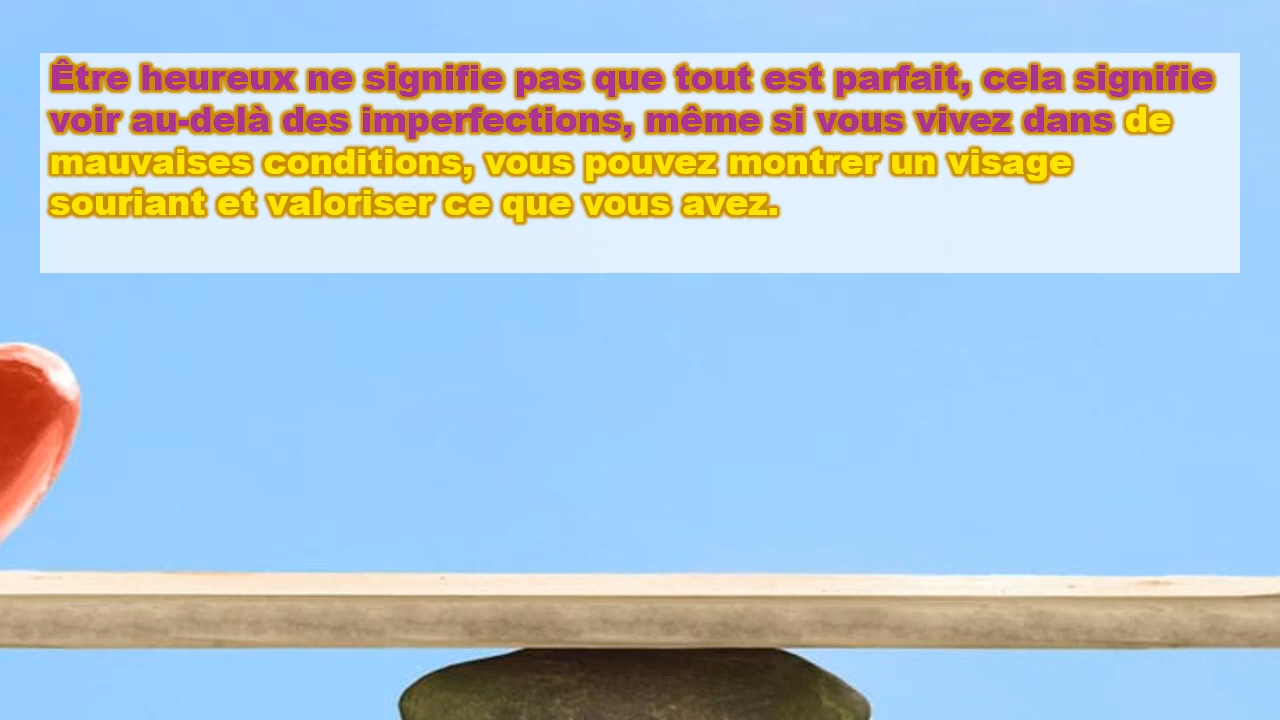 Être heureux ne signifie pas que tout est parfait, cela signifie
voir au-delà des imperfections, même si vous vivez dans de
mauvaises conditions, vous pouvez montrer un visage
souriant et valoriser ce que vous avez.